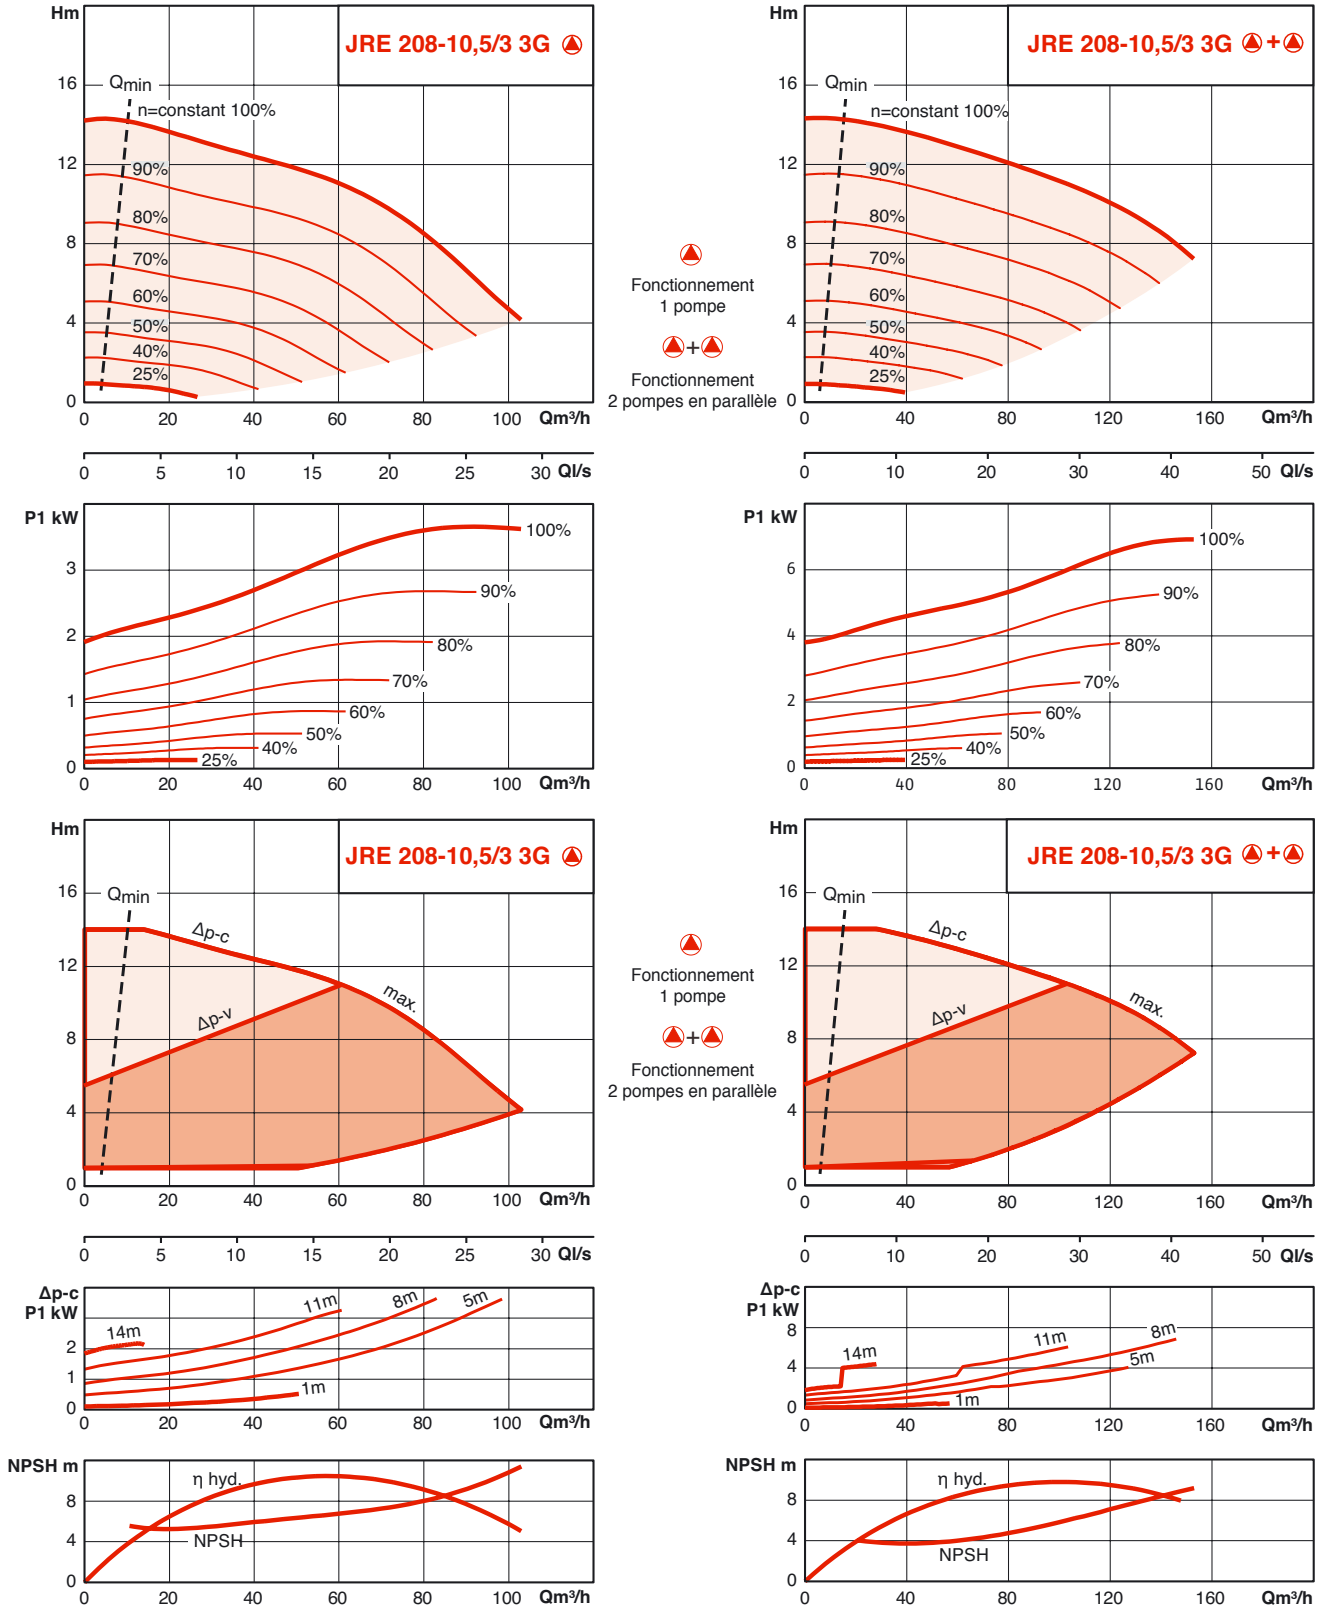 Hm
JRE 208-10,5/3 3G
16
Qmin
n=constant 100%
12
90%
80%
8
70%
60%
4
50%
40%
25%
0
0 20 40 60 80 100 Qm³/h
0 5 10 15 20 25 30 Ql/s
P1 kW
100%
3
90%
2
80%
70%
1
60%
50%
40%
25%
0
0 20 40 60 80 100 Qm³/h
Hm
JRE 208-10,5/3 3G
16
Qmin
Δp-c
12
max.
Δp-v
8
4
0
0 20 40 60 80 100 Qm³/h
0 5 10 15 20 25 30 Ql/s
Δp-c
P1 kW
11m
8m
5m
14m
2
1
1m
0
0 20 40 60 80 100 Qm³/h
NPSH m
η hyd.
8
4
NPSH
0
0 20 40 60 80 100 Qm³/h
Fonctionnement
1 pompe
+
Fonctionnement
2 pompes en parallèle
Fonctionnement
1 pompe
+
Fonctionnement
2 pompes en parallèle
Hm
JRE 208-10,5/3 3G +
16
Qmin
n=constant 100%
12
90%
80%
8
70%
60%
4
50%
40%
25%
0
0 40 80 120 160 Qm³/h
0 10 20 30 40 50 Ql/s
P1 kW
100%
6
90%
4
80%
70%
2
60%
50%
40%
25%
0
0 40 80 120 160 Qm³/h
Hm
JRE 208-10,5/3 3G +
16
Qmin
Δp-c
12
max.
Δp-v
8
4
0
0 40 80 120 160 Qm³/h
0 10 20 30 40 50 Ql/s
Δp-c
P1 kW
8
11m
8m
14m
5m
4
1m
0
0 40 80 120 160 Qm³/h
NPSH m
η hyd.
8
4
NPSH
0
0 40 80 120 160 Qm³/h